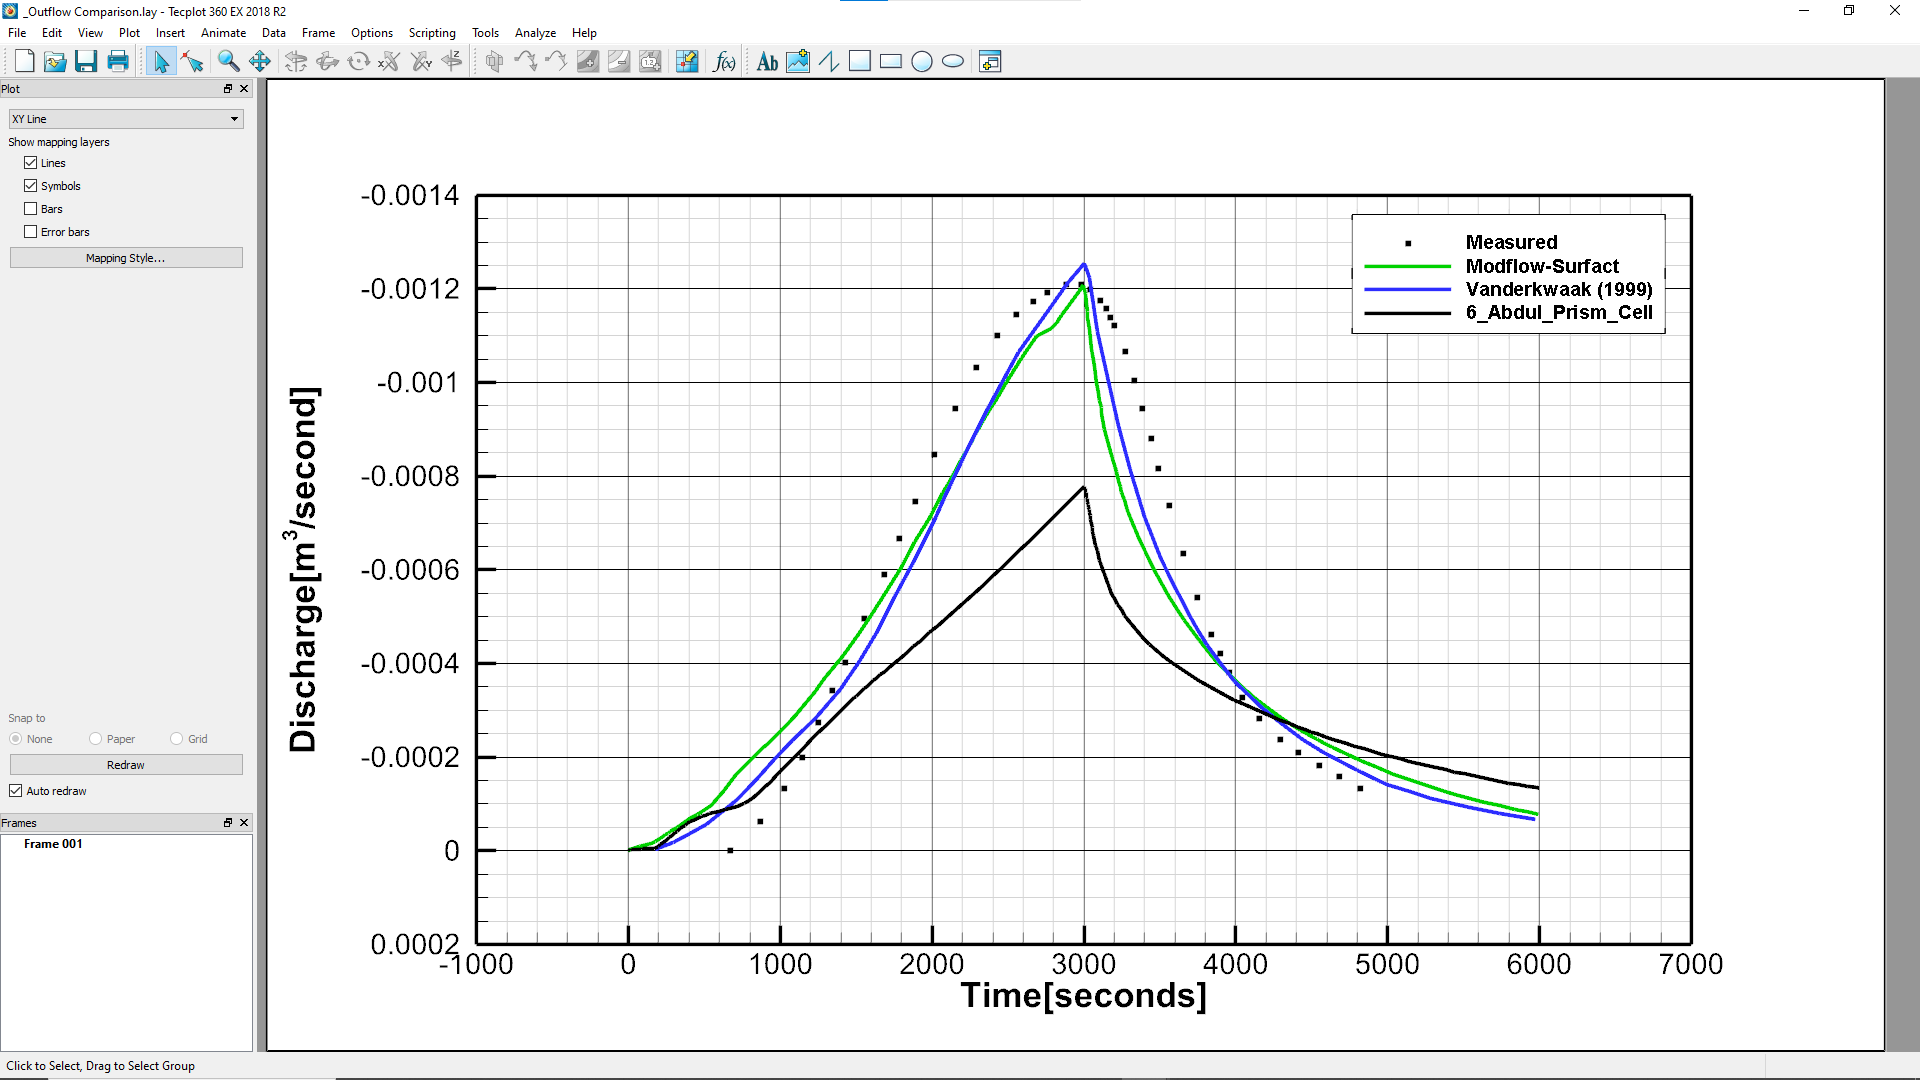 _Outflow Comparison.lay - Tecplot 360 EX 2018 R2
File Edit View Plot Insert Animate Data Frame Options Scripting Tools Analyze Help
Ab
f(x)
Plot
XY Line
Show mapping layers
Lines
Symbols
Bars
Error bars
Mapping Style...
Snap to
None Paper Grid
Redraw
Auto redraw
Frames
Frame 001
-0.0014
-0.0012
-0.001
-0.0008
-0.0006
-0.0004
-0.0002
0
0.0002
Discharge[m³/second]
-1000 0 1000 2000 3000 4000 5000 6000 7000
Time[seconds]
Measured
Modflow-Surfact
Vanderkwaak (1999)
6_Abdul_Prism_Cell
Click to Select, Drag to Select Group